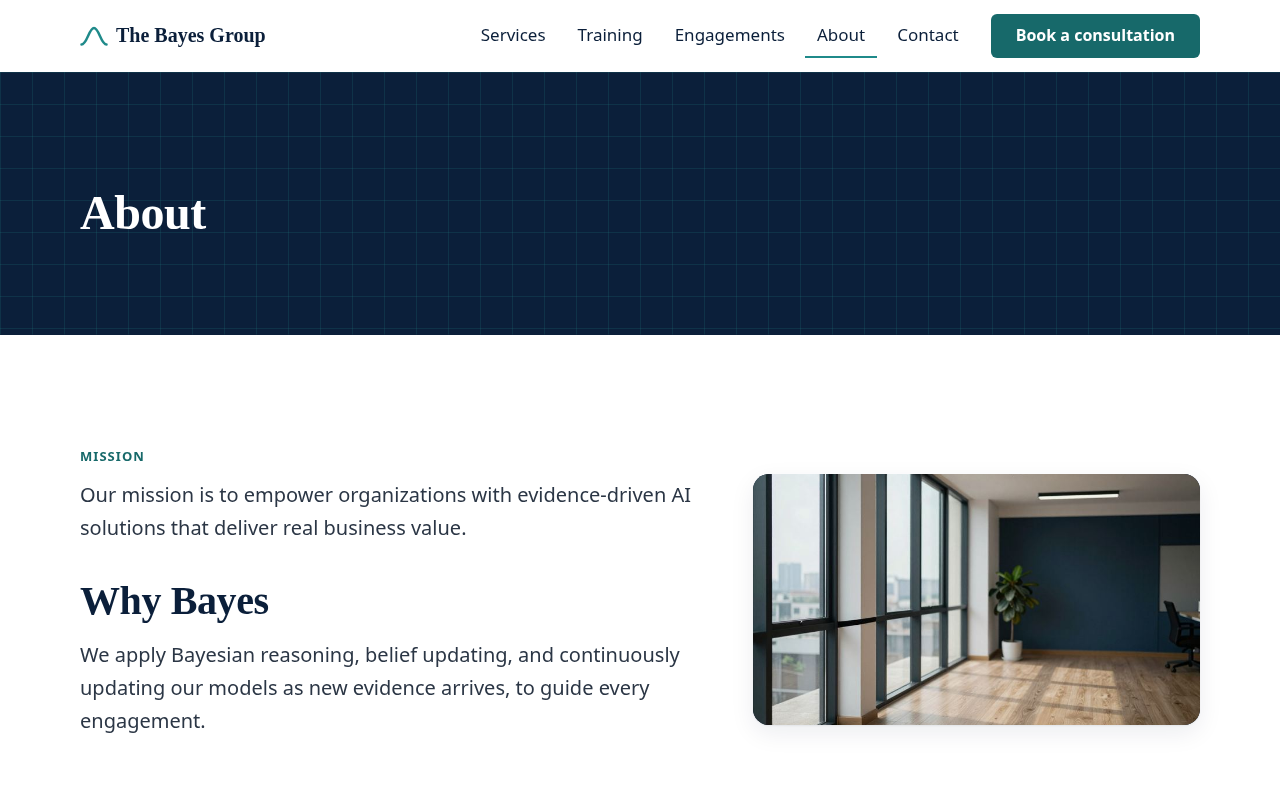 The Bayes Group
Services
Training
Engagements
About
Contact
Book a consultation
About
MISSION
Our mission is to empower organizations with evidence-driven AI
solutions that deliver real business value.
Why Bayes
We apply Bayesian reasoning, belief updating, and continuously
updating our models as new evidence arrives, to guide every
engagement.